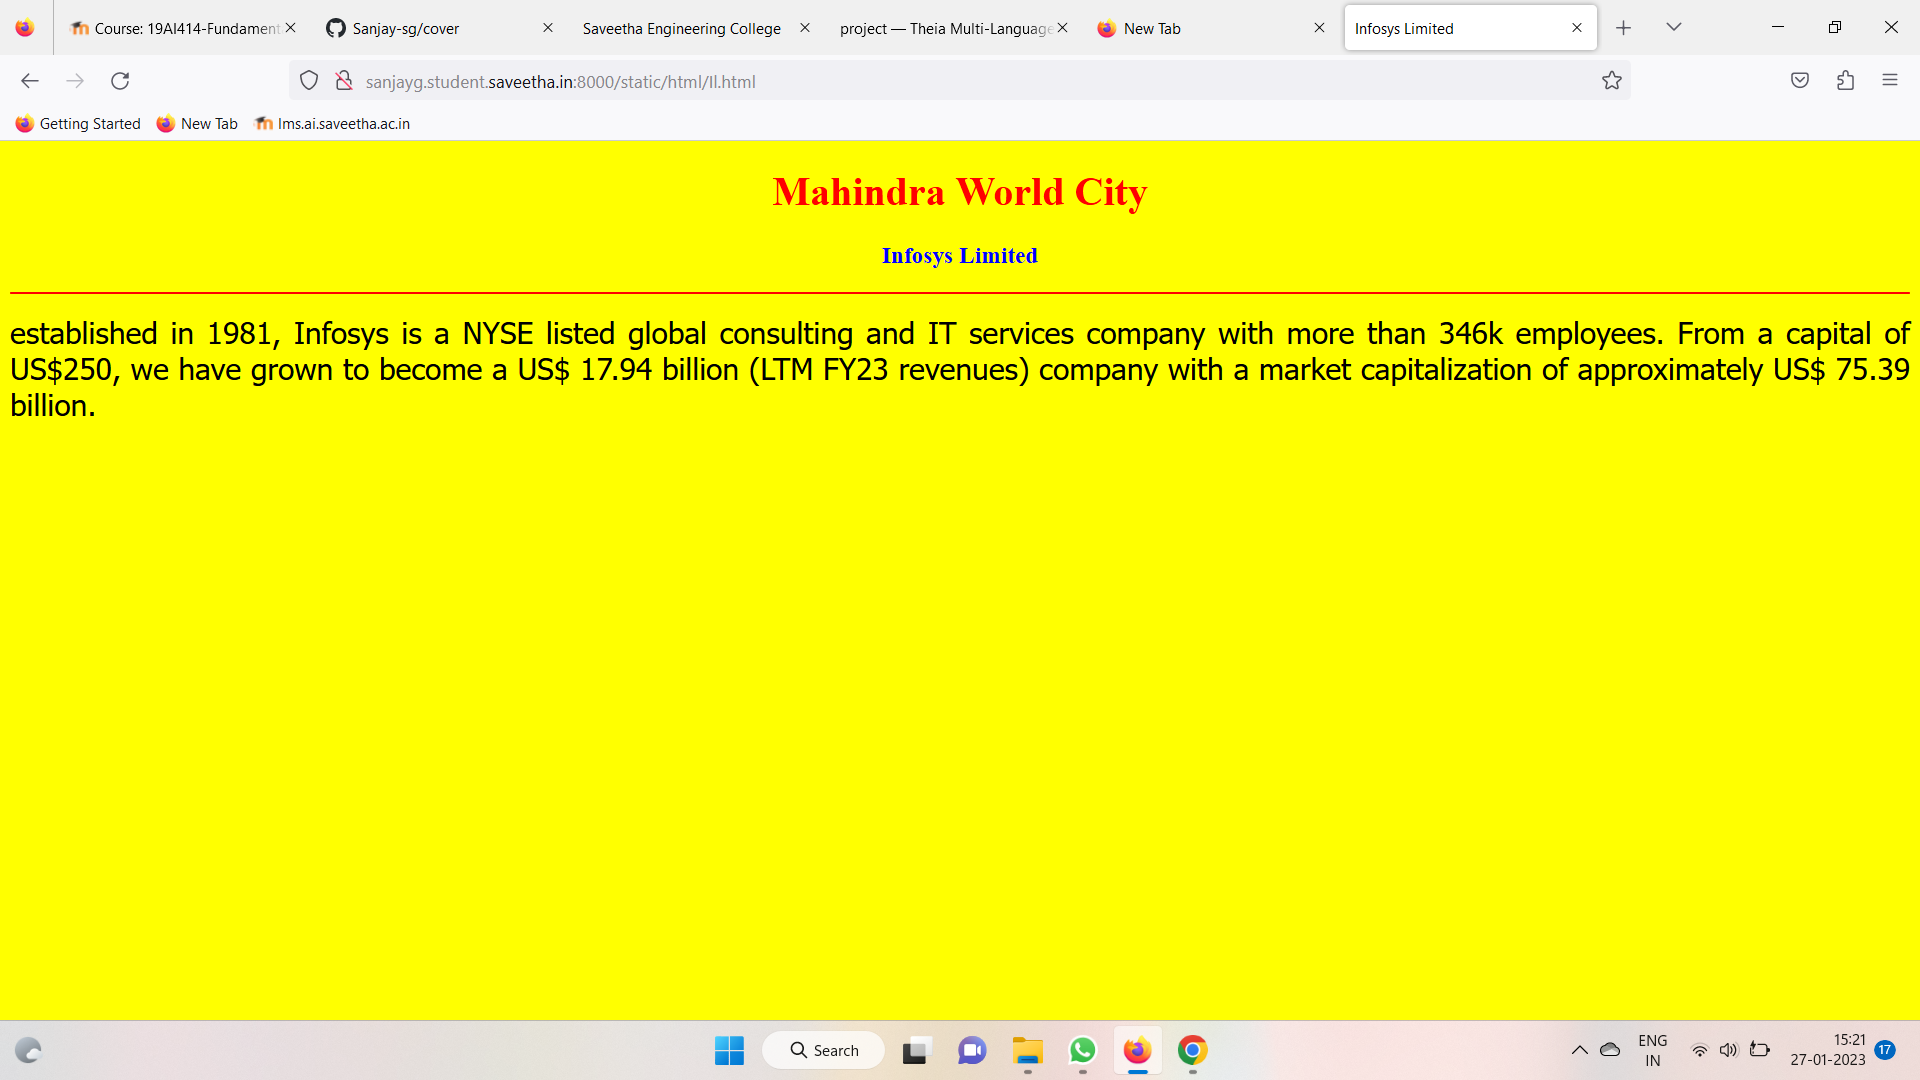 Course: 19AI414-Fundament
Sanjay-sg/cover
Saveetha Engineering College
project — Theia Multi-Language
New Tab
Infosys Limited
sanjayg.student.saveetha.in:8000/static/html/Il.html
Getting Started
New Tab
lms.ai.saveetha.ac.in
Mahindra World City
Infosys Limited
established in 1981, Infosys is a NYSE listed global consulting and IT services company with more than 346k employees. From a capital of
US$250, we have grown to become a US$ 17.94 billion (LTM FY23 revenues) company with a market capitalization of approximately US$ 75.39
billion.
Search
ENG
IN
15:21
27-01-2023
17